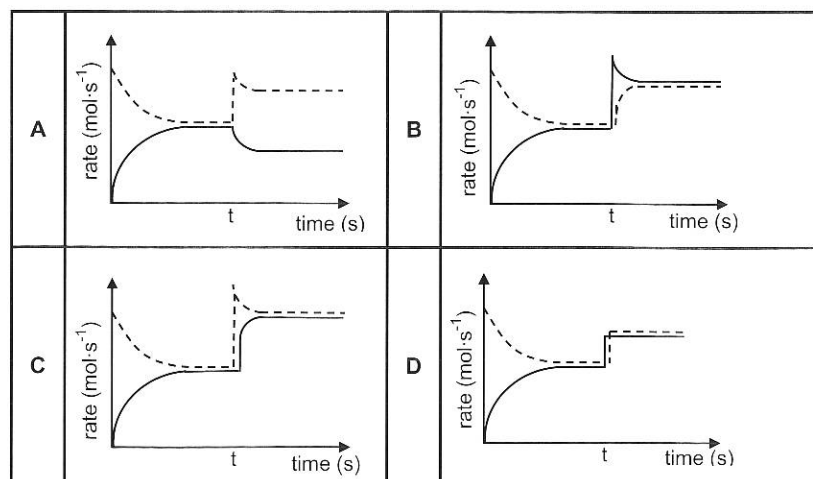 A
rate (mol·s⁻¹)
t
time (s)
B
rate (mol·s⁻¹)
t
time (s)
C
rate (mol·s⁻¹)
t
time (s)
D
rate (mol·s⁻¹)
t
time (s)